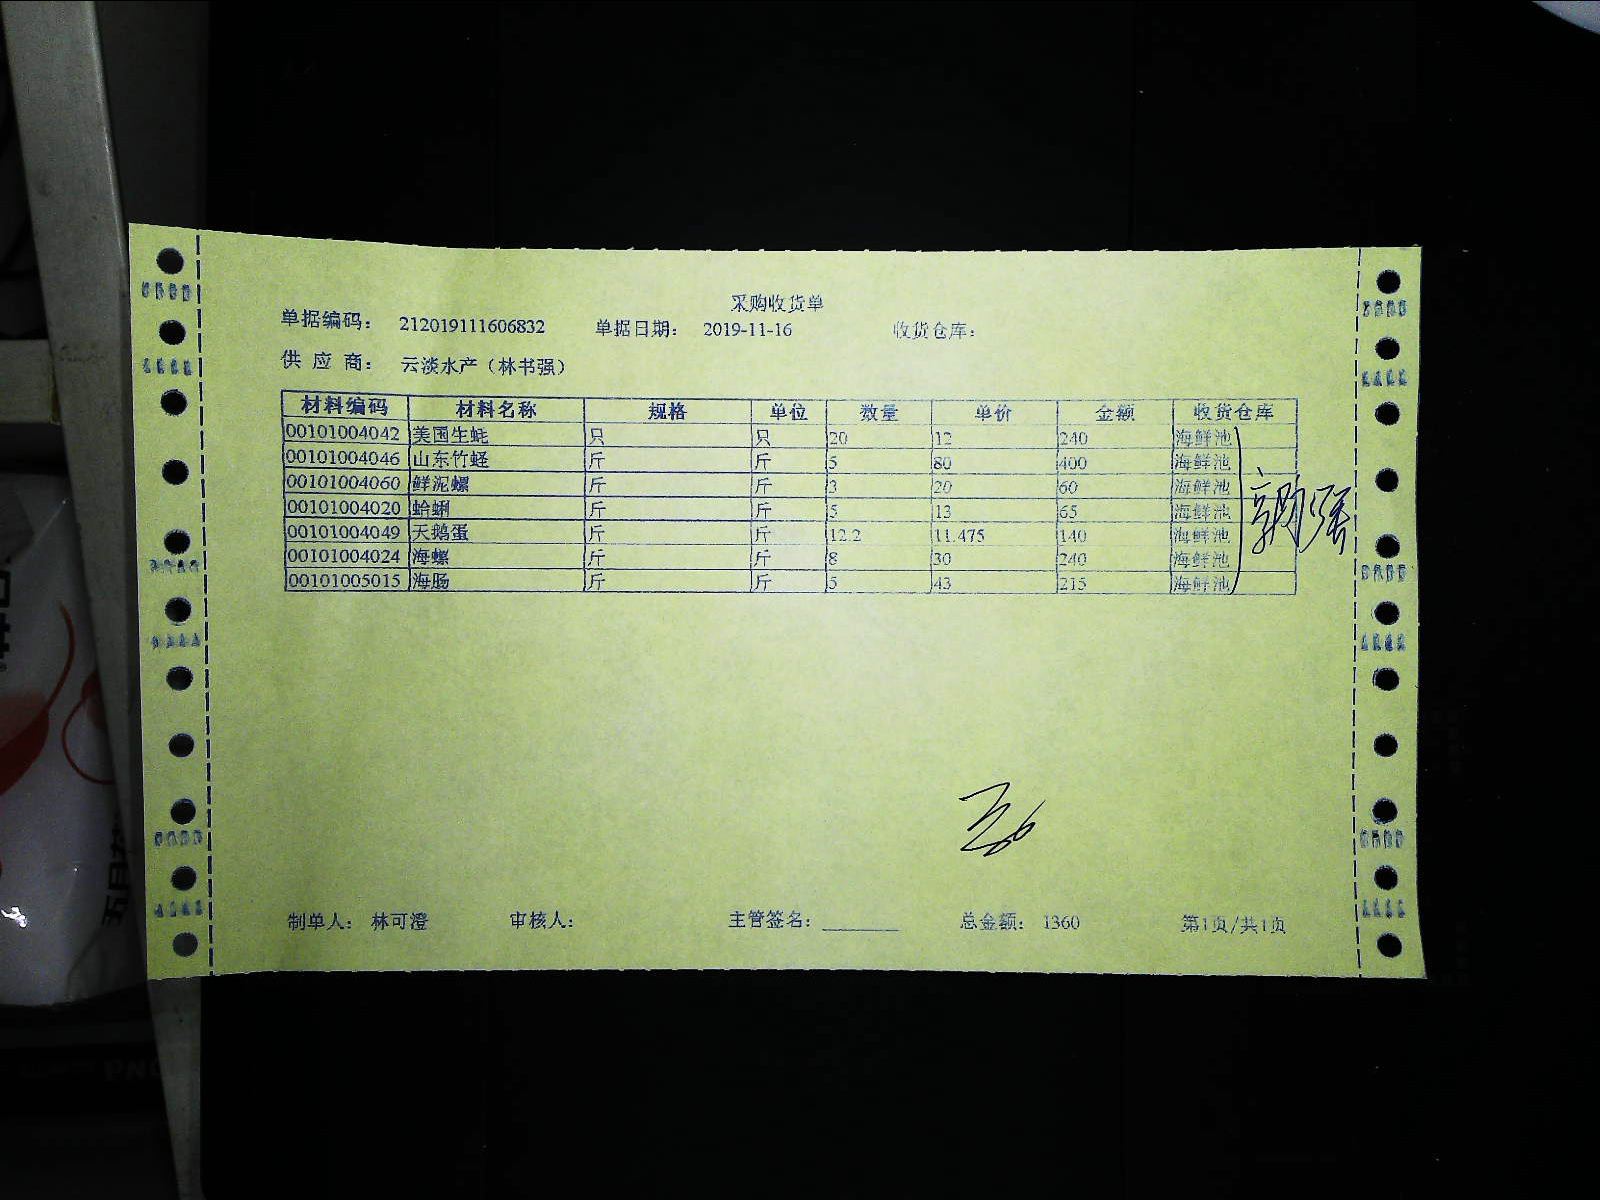 采购收货单
单据编码： 212019111606832 单据日期： 2019-11-16 收货仓库：
供 应 商： 云淡水产（林书强）
材料编码 材料名称 规格 单位 数量 单价 金额 收货仓库
00101004042 美国生蚝 只 只 20 12 240 海鲜池
00101004046 山东竹蛏 斤 斤 5 80 400 海鲜池
00101004060 鲜泥螺 斤 斤 3 20 60 海鲜池
00101004020 蛤蜊 斤 斤 5 13 65 海鲜池
00101004049 天鹅蛋 斤 斤 12.2 11.475 140 海鲜池
00101004024 海螺 斤 斤 8 30 240 海鲜池
00101005015 海肠 斤 斤 5 43 215 海鲜池
制单人： 林可澄 审核人： 主管签名： 总金额： 1360 第1页/共1页